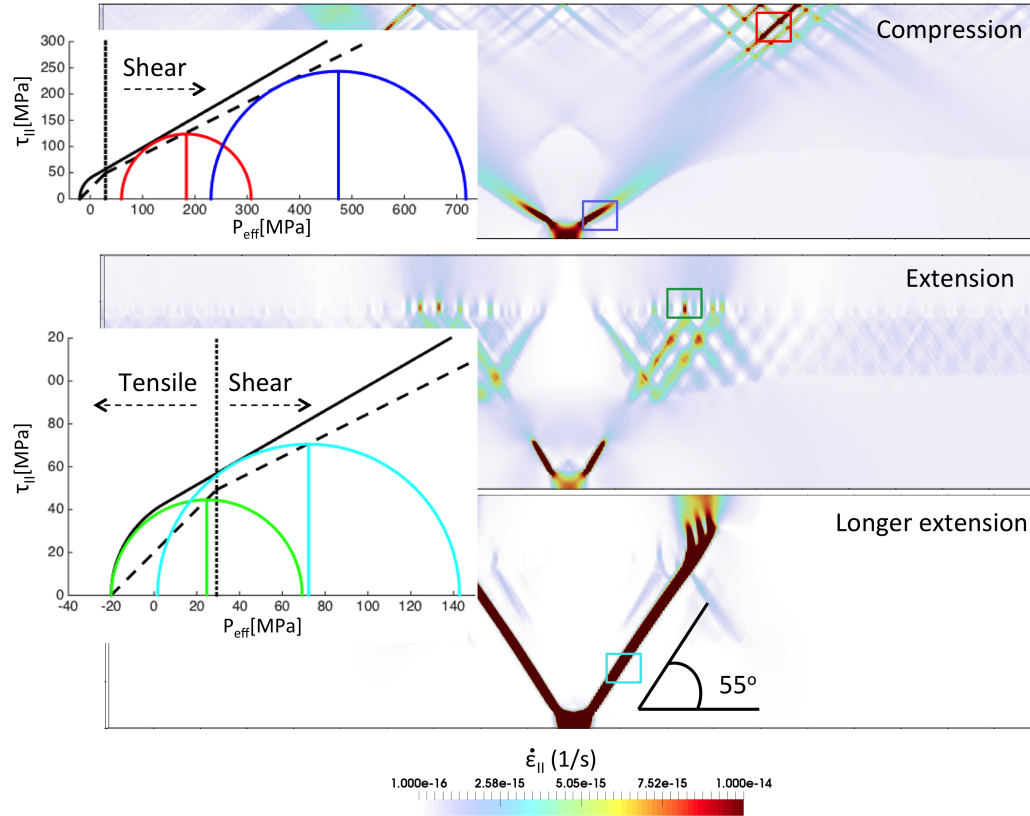 Compression
300
250
200
150
100
50
0
τII[MPa]
Shear
0 100 200 300 400 500 600 700
Peff[MPa]
Extension
20
00
80
60
40
20
0
τII[MPa]
Tensile Shear
-40 -20 0 20 40 60 80 100 120 140
Peff[MPa]
Longer extension
55o
ε̇II (1/s)
1.000e-16 2.58e-15 5.05e-15 7.52e-15 1.000e-14